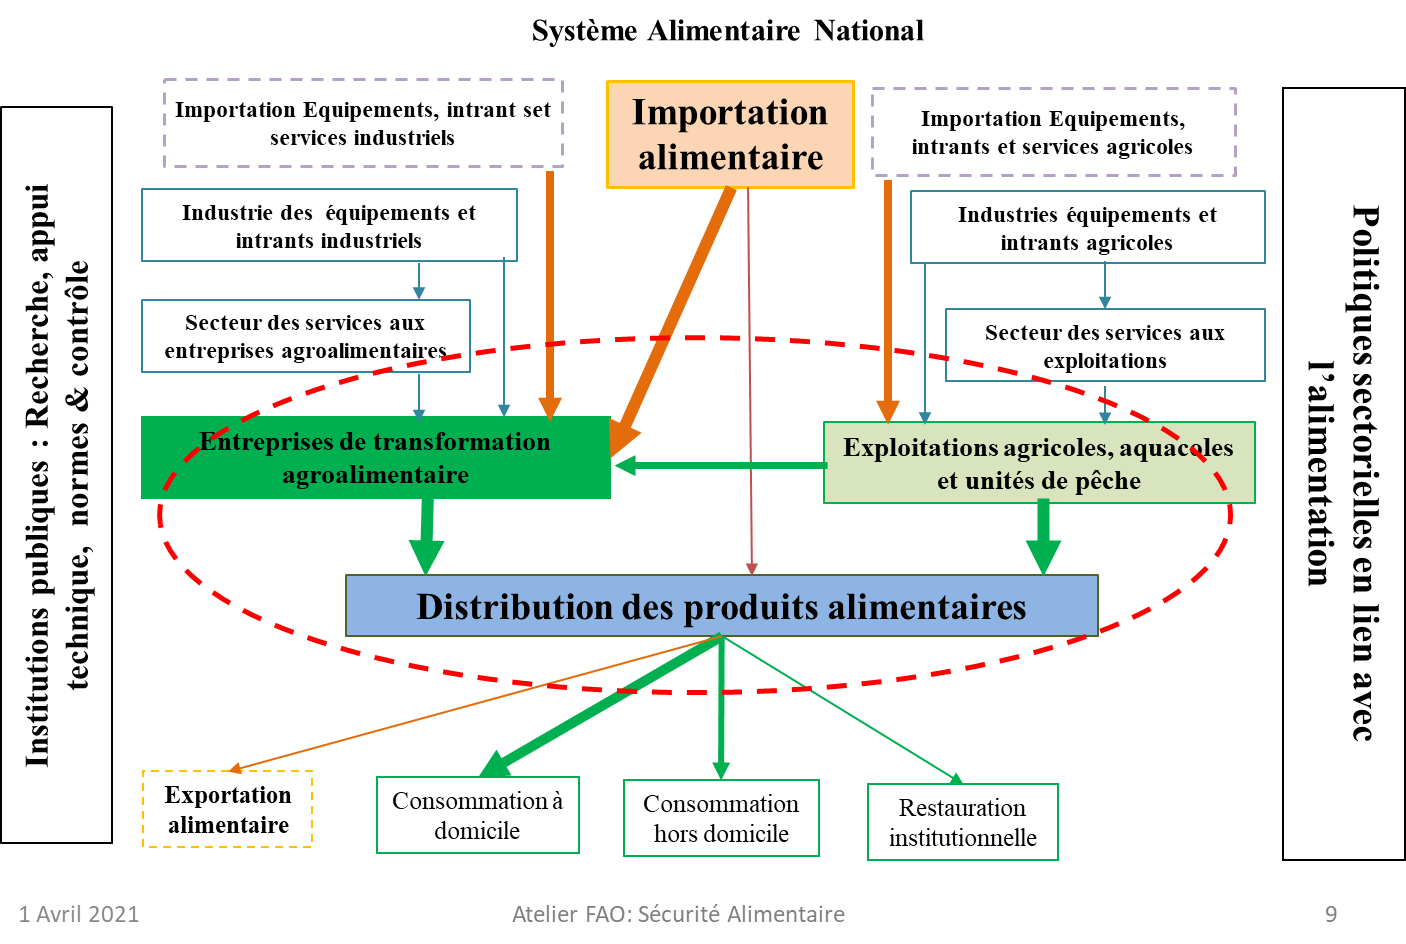 Système Alimentaire National
Importation Equipements, intrant set
services industriels
Importation
alimentaire
Importation Equipements,
intrants et services agricoles
Industrie des équipements et
intrants industriels
Industries équipements et
intrants agricoles
Secteur des services aux
entreprises agroalimentaires
Secteur des services aux
exploitations
Institutions publiques : Recherche, appui
technique, normes & contrôle
Politiques sectorielles en lien avec
l’alimentation
Entreprises de transformation
agroalimentaire
Exploitations agricoles, aquacoles
et unités de pêche
Distribution des produits alimentaires
Exportation
alimentaire
Consommation à
domicile
Consommation
hors domicile
Restauration
institutionnelle
1 Avril 2021
Atelier FAO: Sécurité Alimentaire
9